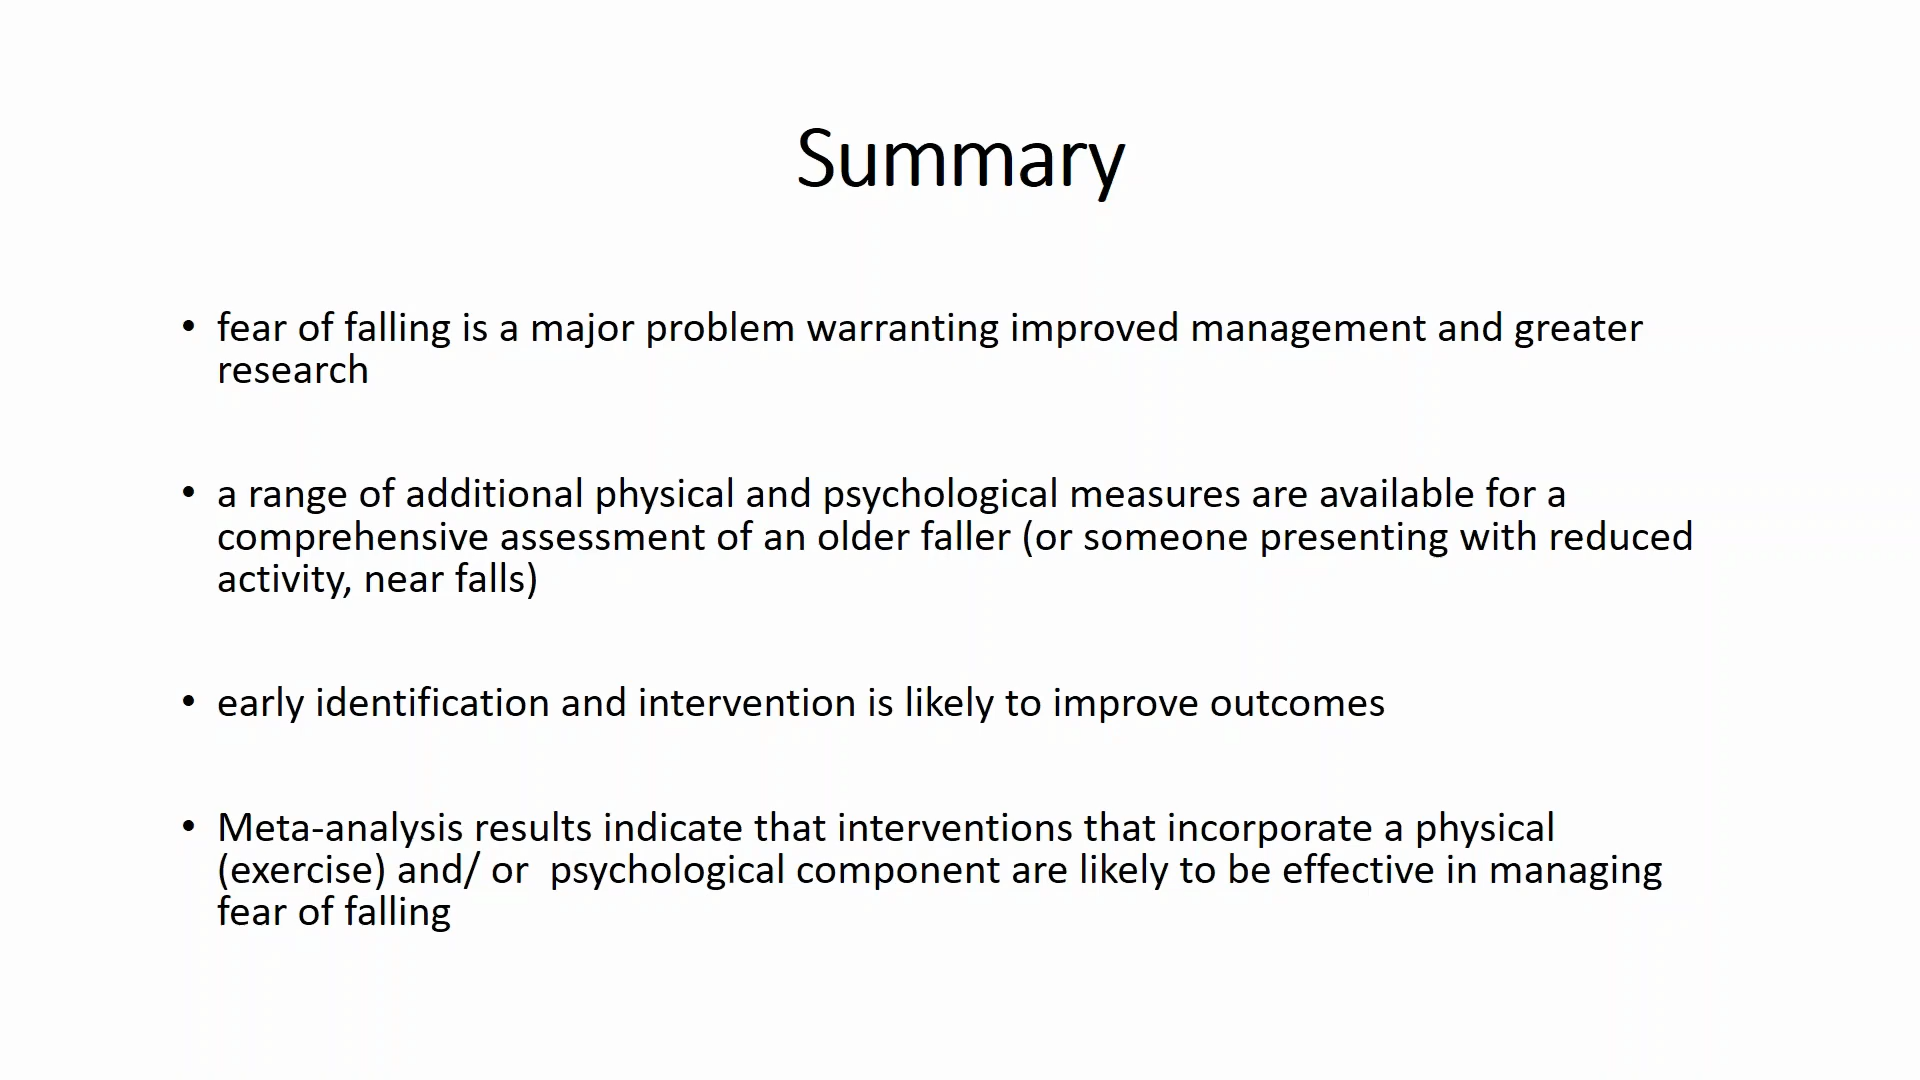 Summary
• fear of falling is a major problem warranting improved management and greater
research
• a range of additional physical and psychological measures are available for a
comprehensive assessment of an older faller (or someone presenting with reduced
activity, near falls)
• early identification and intervention is likely to improve outcomes
• Meta-analysis results indicate that interventions that incorporate a physical
(exercise) and/ or  psychological component are likely to be effective in managing
fear of falling